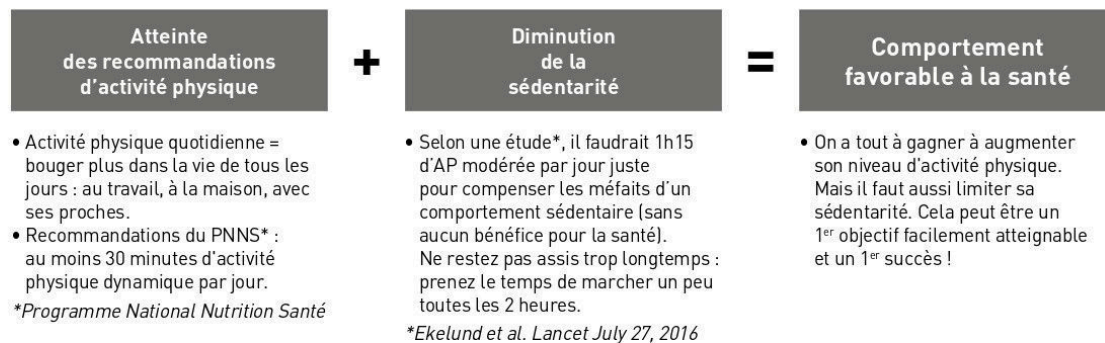 Atteinte
des recommandations
d'activité physique
+
Diminution
de la
sédentarité
=
Comportement
favorable à la santé
• Activité physique quotidienne =
bouger plus dans la vie de tous les
jours : au travail, à la maison, avec
ses proches.
• Recommandations du PNNS* :
au moins 30 minutes d'activité
physique dynamique par jour.
*Programme National Nutrition Santé
• Selon une étude*, il faudrait 1h15
d'AP modérée par jour juste
pour compenser les méfaits d'un
comportement sédentaire (sans
aucun bénéfice pour la santé).
Ne restez pas assis trop longtemps :
prenez le temps de marcher un peu
toutes les 2 heures.
*Ekelund et al. Lancet July 27, 2016
• On a tout à gagner à augmenter
son niveau d'activité physique.
Mais il faut aussi limiter sa
sédentarité. Cela peut être un
1er objectif facilement atteignable
et un 1er succès !